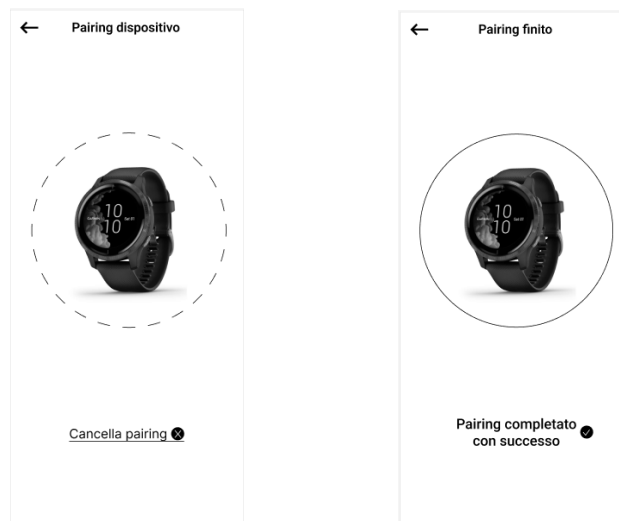 Pairing dispositivo
10
10
Cancella pairing
Pairing finito
10
10
Pairing completato
con successo